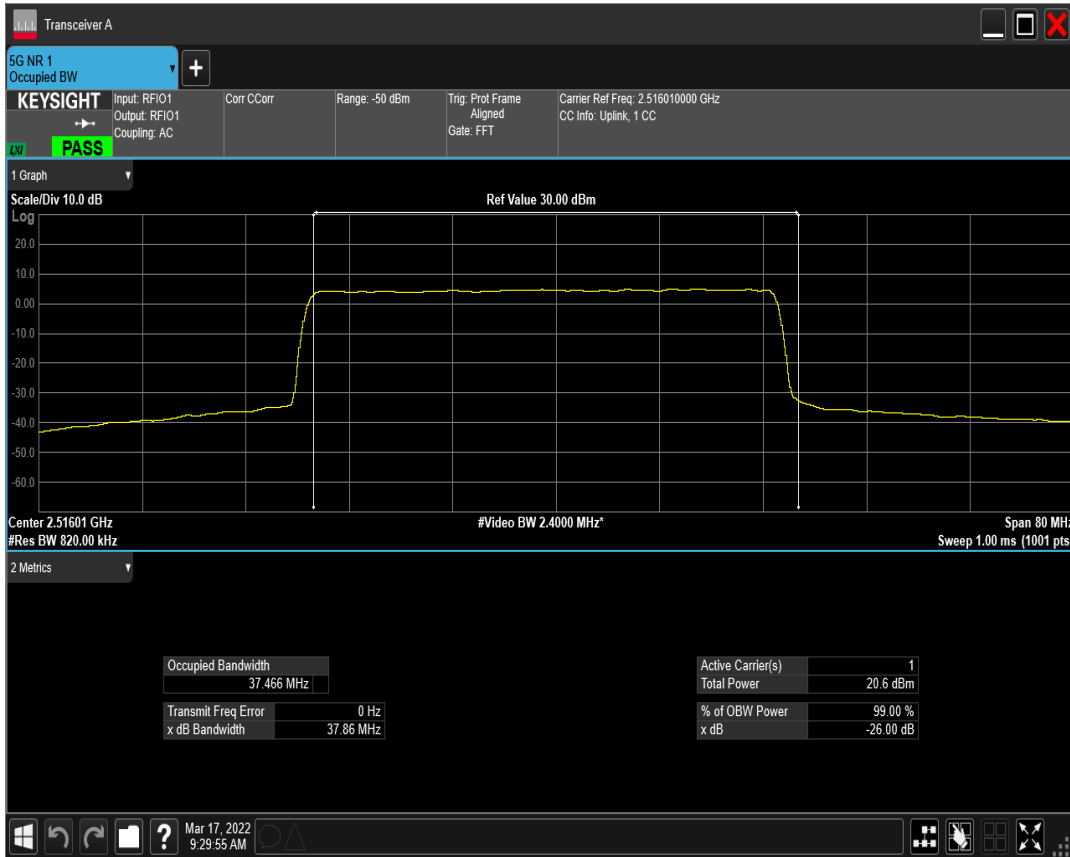 Transceiver A
5G NR 1
Occupied BW
+
KEYSIGHT
LXI
PASS
Input: RFIO1
Output: RFIO1
Coupling: AC
Corr CCorr
Range: -50 dBm
Trig: Prot Frame
Aligned
Gate: FFT
Carrier Ref Freq: 2.516010000 GHz
CC Info: Uplink, 1 CC
1 Graph
Scale/Div 10.0 dB
Ref Value 30.00 dBm
Log
20.0
10.0
0.00
-10.0
-20.0
-30.0
-40.0
-50.0
-60.0
Center 2.51601 GHz
#Video BW 2.4000 MHz*
Span 80 MHz
#Res BW 820.00 kHz
Sweep 1.00 ms (1001 pts
2 Metrics
Occupied Bandwidth
37.466 MHz
Transmit Freq Error 0 Hz
x dB Bandwidth 37.86 MHz
Active Carrier(s) 1
Total Power 20.6 dBm
% of OBW Power 99.00 %
x dB -26.00 dB
?
Mar 17, 2022
9:29:55 AM